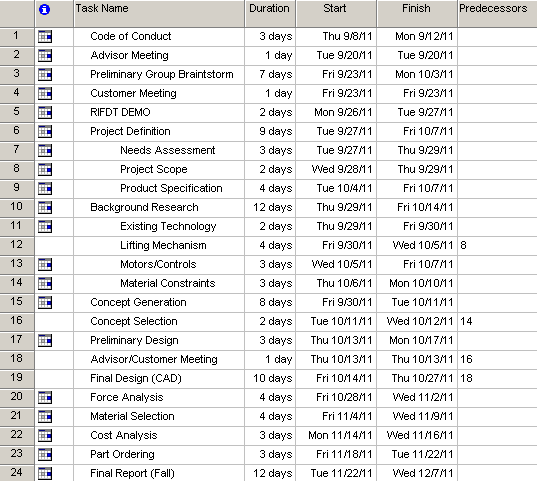 Task Name Duration Start Finish Predecessors
1 Code of Conduct 3 days Thu 9/8/11 Mon 9/12/11
2 Advisor Meeting 1 day Tue 9/20/11 Tue 9/20/11
3 Preliminary Group Braintstorm 7 days Fri 9/23/11 Mon 10/3/11
4 Customer Meeting 1 day Fri 9/23/11 Fri 9/23/11
5 RIFDT DEMO 2 days Mon 9/26/11 Tue 9/27/11
6 Project Definition 9 days Tue 9/27/11 Fri 10/7/11
7 Needs Assessment 3 days Tue 9/27/11 Thu 9/29/11
8 Project Scope 2 days Wed 9/28/11 Thu 9/29/11
9 Product Specification 4 days Tue 10/4/11 Fri 10/7/11
10 Background Research 12 days Thu 9/29/11 Fri 10/14/11
11 Existing Technology 2 days Thu 9/29/11 Fri 9/30/11
12 Lifting Mechanism 4 days Fri 9/30/11 Wed 10/5/11 8
13 Motors/Controls 3 days Wed 10/5/11 Fri 10/7/11
14 Material Constraints 3 days Thu 10/6/11 Mon 10/10/11
15 Concept Generation 8 days Fri 9/30/11 Tue 10/11/11
16 Concept Selection 2 days Tue 10/11/11 Wed 10/12/11 14
17 Preliminary Design 3 days Thu 10/13/11 Mon 10/17/11
18 Advisor/Customer Meeting 1 day Thu 10/13/11 Thu 10/13/11 16
19 Final Design (CAD) 10 days Fri 10/14/11 Thu 10/27/11 18
20 Force Analysis 4 days Fri 10/28/11 Wed 11/2/11
21 Material Selection 4 days Fri 11/4/11 Wed 11/9/11
22 Cost Analysis 3 days Mon 11/14/11 Wed 11/16/11
23 Part Ordering 3 days Fri 11/18/11 Tue 11/22/11
24 Final Report (Fall) 12 days Tue 11/22/11 Wed 12/7/11